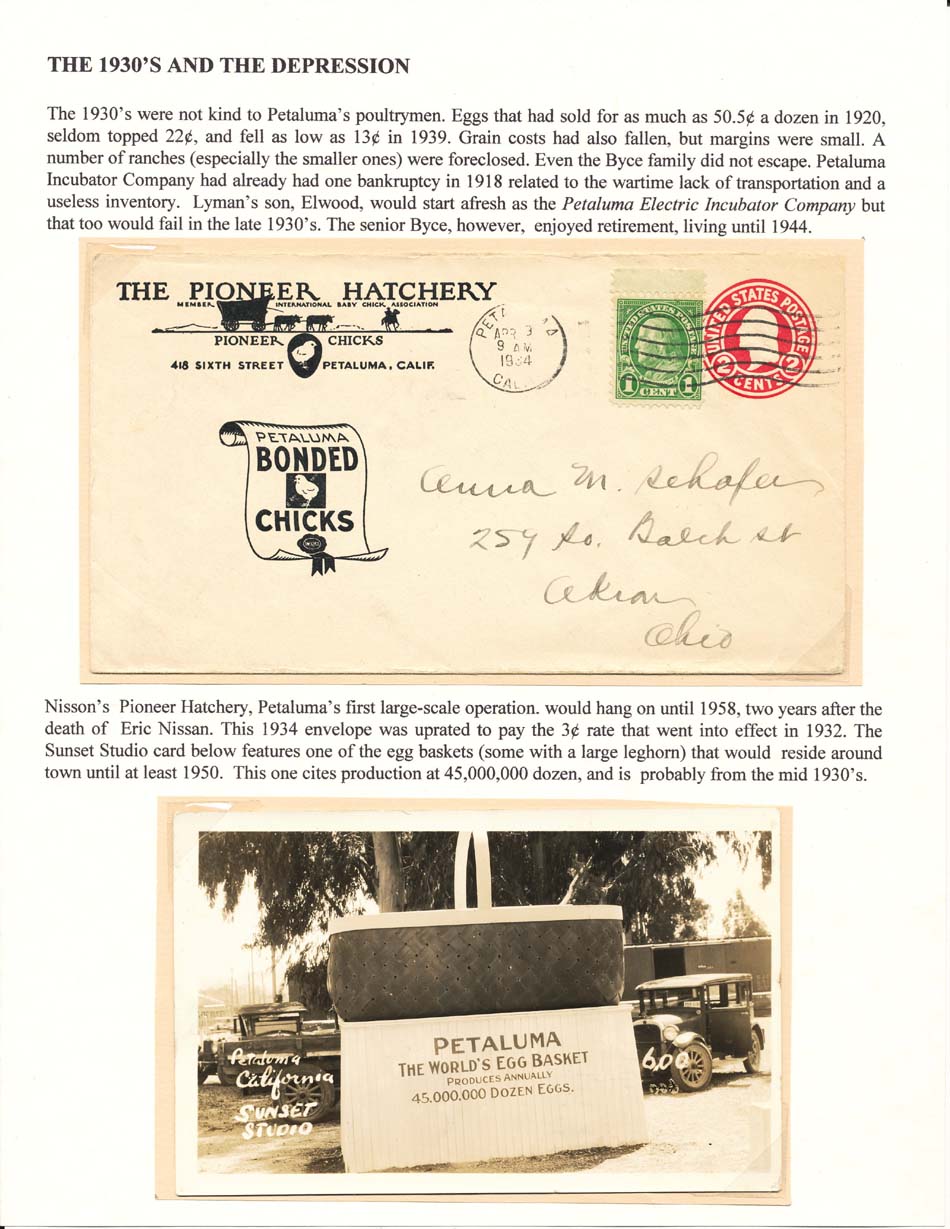 THE 1930'S AND THE DEPRESSION
The 1930's were not kind to Petaluma's poultrymen. Eggs that had sold for as much as 50.5¢ a dozen in 1920,
seldom topped 22¢, and fell as low as 13¢ in 1939. Grain costs had also fallen, but margins were small. A
number of ranches (especially the smaller ones) were foreclosed. Even the Byce family did not escape. Petaluma
Incubator Company had already had one bankruptcy in 1918 related to the wartime lack of transportation and a
useless inventory. Lyman's son, Elwood, would start afresh as the Petaluma Electric Incubator Company but
that too would fail in the late 1930's. The senior Byce, however, enjoyed retirement, living until 1944.
THE PIONEER HATCHERY
MEMBER INTERNATIONAL BABY CHICK ASSOCIATION
PIONEER CHICKS
418 SIXTH STREET PETALUMA, CALIF.
APR 3
9 AM
1934
CAL.
UNITED STATES POSTAGE
1 CENT 1
UNITED STATES POSTAGE
2 CENTS 2
PETALUMA
BONDED
CHICKS
Anna M. Schafer
259 So. Balch st
Akron
Ohio
Nisson's Pioneer Hatchery, Petaluma's first large-scale operation. would hang on until 1958, two years after the
death of Eric Nissan. This 1934 envelope was uprated to pay the 3¢ rate that went into effect in 1932. The
Sunset Studio card below features one of the egg baskets (some with a large leghorn) that would reside around
town until at least 1950. This one cites production at 45,000,000 dozen, and is probably from the mid 1930's.
PETALUMA
THE WORLD'S EGG BASKET
PRODUCES ANNUALLY
45.000.000 DOZEN EGGS.
Petaluma
California
SUNSET
STUDIO
600